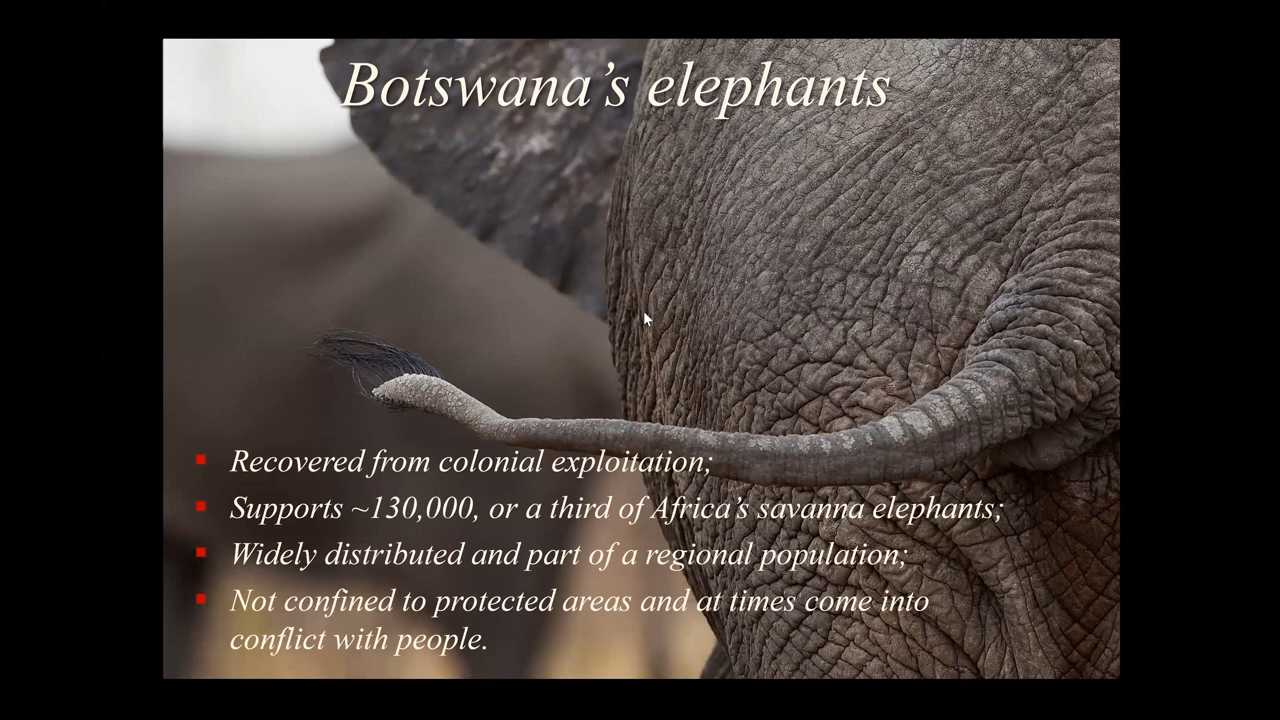 Botswana’s elephants
Recovered from colonial exploitation;
Supports ~130,000, or a third of Africa’s savanna elephants;
Widely distributed and part of a regional population;
Not confined to protected areas and at times come into
conflict with people.